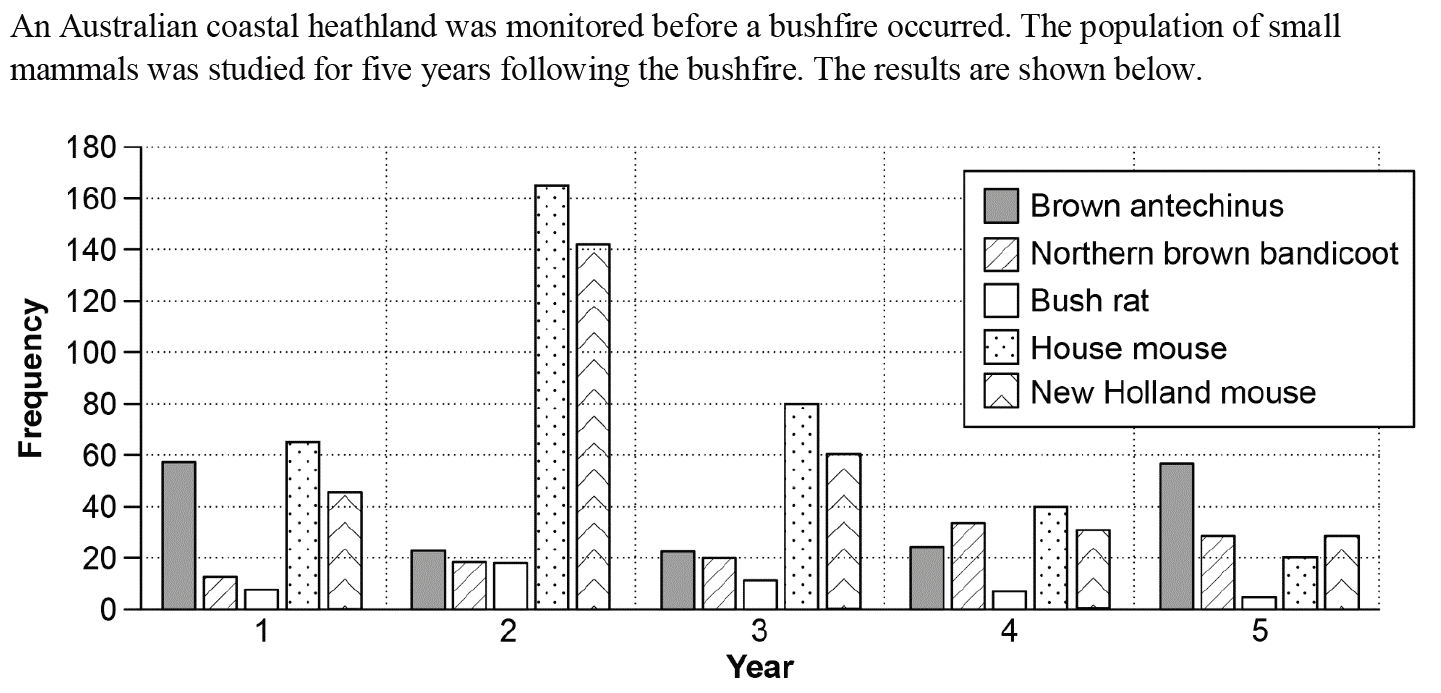 An Australian coastal heathland was monitored before a bushfire occurred. The population of small
mammals was studied for five years following the bushfire. The results are shown below.
180
160
140
120
100
80
60
40
20
0
Frequency
Brown antechinus
Northern brown bandicoot
Bush rat
House mouse
New Holland mouse
1
2
3
4
5
Year